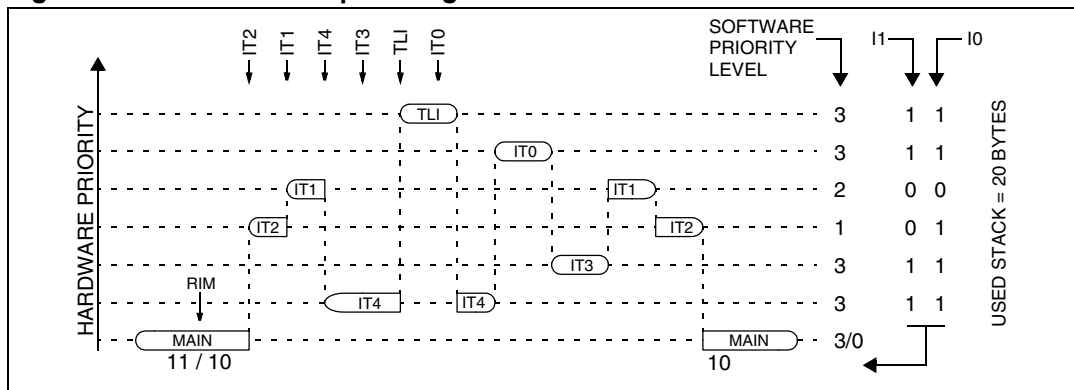 IT2
IT1
IT4
IT3
TLI
IT0
SOFTWARE
PRIORITY
LEVEL
I1
I0
HARDWARE PRIORITY
USED STACK = 20 BYTES
TLI
3 1 1
IT0
3 1 1
IT1
IT1
2 0 0
IT2
IT2
1 0 1
IT3
3 1 1
RIM
IT4
IT4
3 1 1
MAIN
MAIN
3/0
11 / 10
10